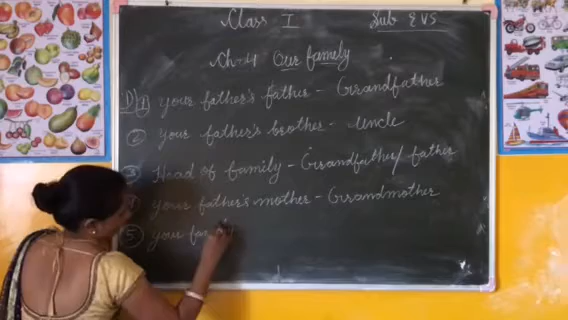 Class I
Sub EVS
Ch-4 Our family
D) 1 Your father's father - Grandfather
2 Your father's brother - Uncle
3 Head of family - Grandfather / father
4 Your father's mother - Grandmother
5 Your